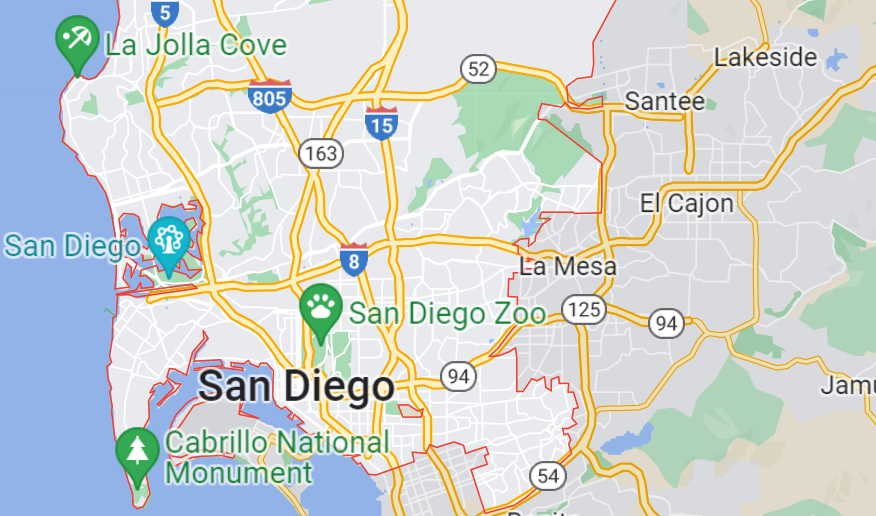 5
La Jolla Cove
Lakeside
52
805
Santee
15
163
El Cajon
San Diego
8
La Mesa
San Diego Zoo
125
94
94
San Diego
Jamu
Cabrillo National
Monument
54